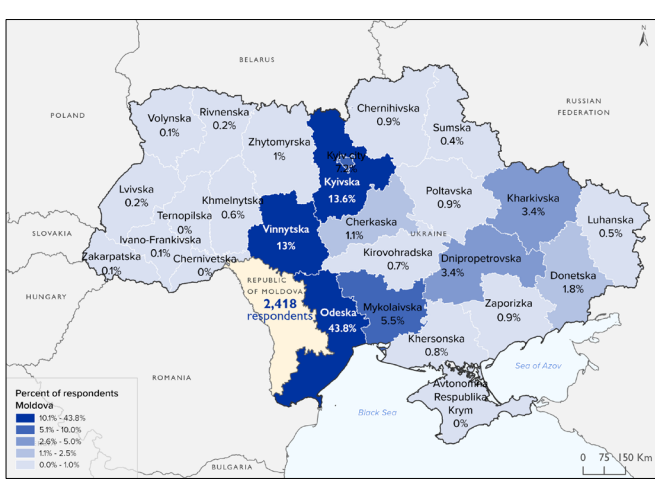 N
BELARUS
POLAND
RUSSIAN
FEDERATION
Chernihivska
0.9%
Rivnenska
0.2%
Volynska
0.1%
Sumska
0.4%
Zhytomyrska
1%
Kyiv city
Kyivska
13.6%
Lvivska
0.2%
Poltavska
0.9%
Kharkivska
3.4%
Khmelnytska
0.6%
Ternopilska
0%
Cherkaska
1.1%
Luhanska
0.5%
Vinnytska
13%
SLOVAKIA
UKRAINE
Ivano-Frankivska
0.1%
Kirovohradska
0.7%
Dnipropetrovska
3.4%
Zakarpatska
0.1%
Chernivetska
0%
Donetska
1.8%
REPUBLIC
OF MOLDOVA
2,418
respondents
HUNGARY
Odeska
43.8%
Mykolaivska
5.5%
Zaporizka
0.9%
Khersonska
0.8%
Sea of Azov
ROMANIA
Avtonomna
Respublika
Krym
0%
Black Sea
Percent of respondents
Moldova
10.1% - 43.8%
5.1% - 10.0%
2.6% - 5.0%
1.1% - 2.5%
0.0% - 1.0%
BULGARIA
0 75 150 Km